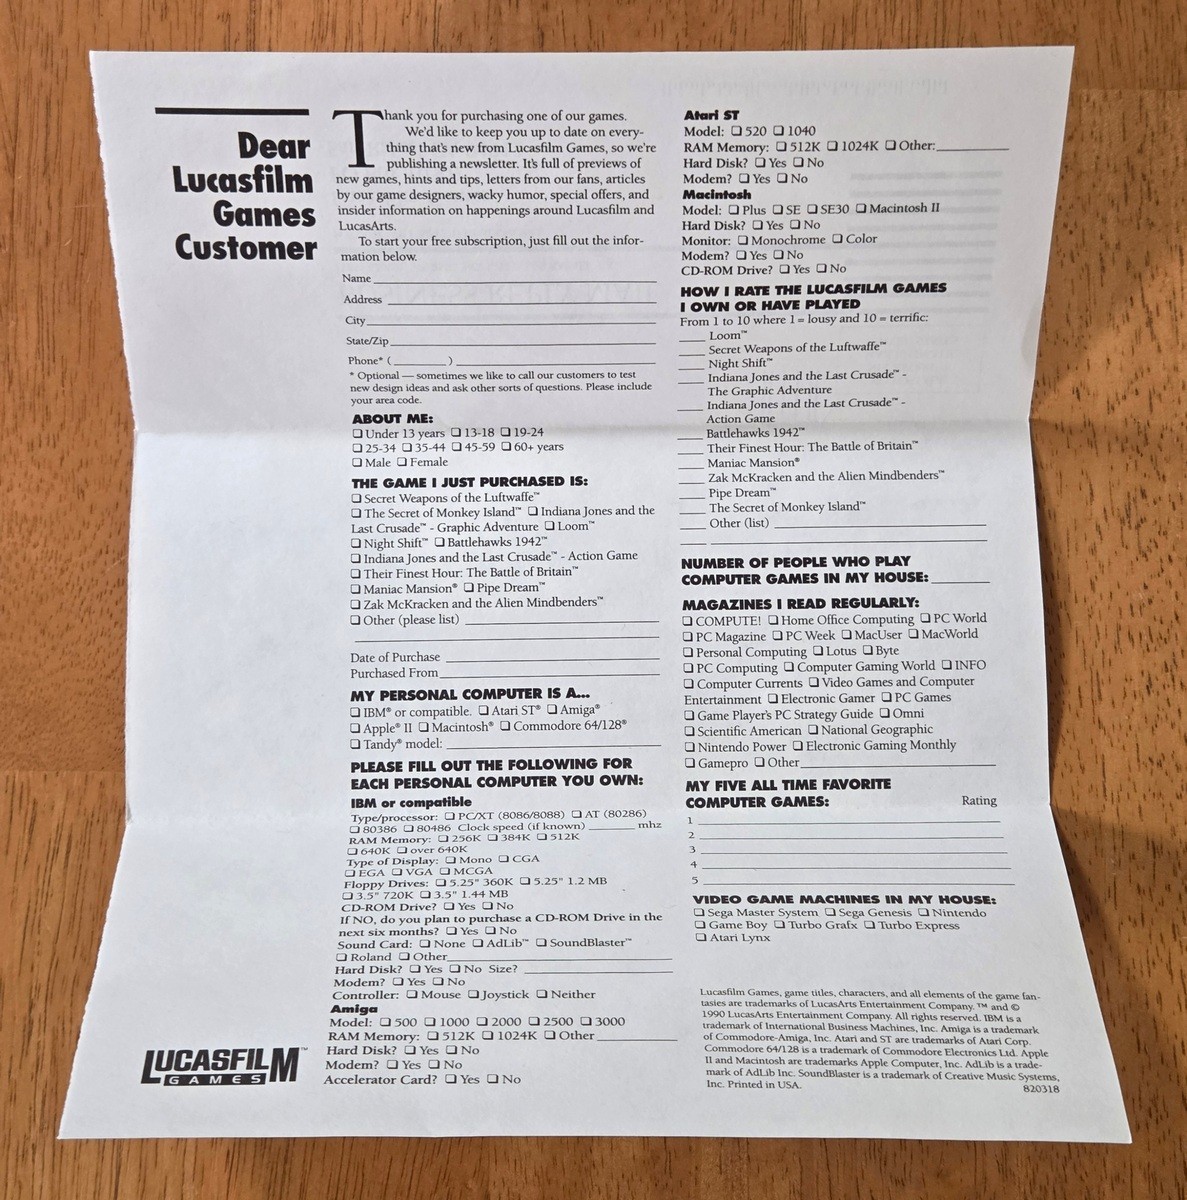 Dear
Lucasfilm
Games
Customer
Thank you for purchasing one of our games.
We'd like to keep you up to date on every-
thing that's new from Lucasfilm Games, so we're
publishing a newsletter. It's full of previews of
new games, hints and tips, letters from our fans, articles
by our game designers, wacky humor, special offers, and
insider information on happenings around Lucasfilm and
LucasArts.
To start your free subscription, just fill out the infor-
mation below.
Name
Address
City
State/Zip
Phone* ( )
* Optional — sometimes we like to call our customers to test
new design ideas and ask other sorts of questions. Please include
your area code.
ABOUT ME:
❏ Under 13 years ❏ 13-18 ❏ 19-24
❏ 25-34 ❏ 35-44 ❏ 45-59 ❏ 60+ years
❏ Male ❏ Female
THE GAME I JUST PURCHASED IS:
❏ Secret Weapons of the Luftwaffe™
❏ The Secret of Monkey Island™ ❏ Indiana Jones and the
Last Crusade™ - Graphic Adventure ❏ Loom™
❏ Night Shift™ ❏ Battlehawks 1942™
❏ Indiana Jones and the Last Crusade™ - Action Game
❏ Their Finest Hour: The Battle of Britain™
❏ Maniac Mansion® ❏ Pipe Dream™
❏ Zak McKracken and the Alien Mindbenders™
❏ Other (please list)
Date of Purchase
Purchased From
MY PERSONAL COMPUTER IS A...
❏ IBM® or compatible. ❏ Atari ST® ❏ Amiga®
❏ Apple® II ❏ Macintosh® ❏ Commodore 64/128®
❏ Tandy® model:
PLEASE FILL OUT THE FOLLOWING FOR
EACH PERSONAL COMPUTER YOU OWN:
IBM or compatible
Type/processor: ❏ PC/XT (8086/8088) ❏ AT (80286)
❏ 80386 ❏ 80486 Clock speed (if known) mhz
RAM Memory: ❏ 256K ❏ 384K ❏ 512K
❏ 640K ❏ over 640K
Type of Display: ❏ Mono ❏ CGA
❏ EGA ❏ VGA ❏ MCGA
Floppy Drives: ❏ 5.25" 360K ❏ 5.25" 1.2 MB
❏ 3.5" 720K ❏ 3.5" 1.44 MB
CD-ROM Drive? ❏ Yes ❏ No
If NO, do you plan to purchase a CD-ROM Drive in the
next six months? ❏ Yes ❏ No
Sound Card: ❏ None ❏ AdLib™ ❏ SoundBlaster™
❏ Roland ❏ Other
Hard Disk? ❏ Yes ❏ No Size?
Modem? ❏ Yes ❏ No
Controller: ❏ Mouse ❏ Joystick ❏ Neither
Amiga
Model: ❏ 500 ❏ 1000 ❏ 2000 ❏ 2500 ❏ 3000
RAM Memory: ❏ 512K ❏ 1024K ❏ Other
Hard Disk? ❏ Yes ❏ No
Modem? ❏ Yes ❏ No
Accelerator Card? ❏ Yes ❏ No
Atari ST
Model: ❏ 520 ❏ 1040
RAM Memory: ❏ 512K ❏ 1024K ❏ Other:
Hard Disk? ❏ Yes ❏ No
Modem? ❏ Yes ❏ No
Macintosh
Model: ❏ Plus ❏ SE ❏ SE30 ❏ Macintosh II
Hard Disk? ❏ Yes ❏ No
Monitor: ❏ Monochrome ❏ Color
Modem? ❏ Yes ❏ No
CD-ROM Drive? ❏ Yes ❏ No
HOW I RATE THE LUCASFILM GAMES
I OWN OR HAVE PLAYED
From 1 to 10 where 1 = lousy and 10 = terrific:
Loom™
Secret Weapons of the Luftwaffe™
Night Shift™
Indiana Jones and the Last Crusade™ -
The Graphic Adventure
Indiana Jones and the Last Crusade™ -
Action Game
Battlehawks 1942™
Their Finest Hour: The Battle of Britain™
Maniac Mansion®
Zak McKracken and the Alien Mindbenders™
Pipe Dream™
The Secret of Monkey Island™
Other (list)
NUMBER OF PEOPLE WHO PLAY
COMPUTER GAMES IN MY HOUSE:
MAGAZINES I READ REGULARLY:
❏ COMPUTE! ❏ Home Office Computing ❏ PC World
❏ PC Magazine ❏ PC Week ❏ MacUser ❏ MacWorld
❏ Personal Computing ❏ Lotus ❏ Byte
❏ PC Computing ❏ Computer Gaming World ❏ INFO
❏ Computer Currents ❏ Video Games and Computer
Entertainment ❏ Electronic Gamer ❏ PC Games
❏ Game Player's PC Strategy Guide ❏ Omni
❏ Scientific American ❏ National Geographic
❏ Nintendo Power ❏ Electronic Gaming Monthly
❏ Gamepro ❏ Other
MY FIVE ALL TIME FAVORITE
COMPUTER GAMES: Rating
1
2
3
4
5
VIDEO GAME MACHINES IN MY HOUSE:
❏ Sega Master System ❏ Sega Genesis ❏ Nintendo
❏ Game Boy ❏ Turbo Grafx ❏ Turbo Express
❏ Atari Lynx
Lucasfilm Games, game titles, characters, and all elements of the game fan-
tasies are trademarks of LucasArts Entertainment Company. ™ and ©
1990 LucasArts Entertainment Company. All rights reserved. IBM is a
trademark of International Business Machines, Inc. Amiga is a trademark
of Commodore-Amiga, Inc. Atari and ST are trademarks of Atari Corp.
Commodore 64/128 is a trademark of Commodore Electronics Ltd. Apple
II and Macintosh are trademarks Apple Computer, Inc. AdLib is a trade-
mark of AdLib Inc. SoundBlaster is a trademark of Creative Music Systems,
Inc. Printed in USA.
820318
LUCASFILM™
GAMES